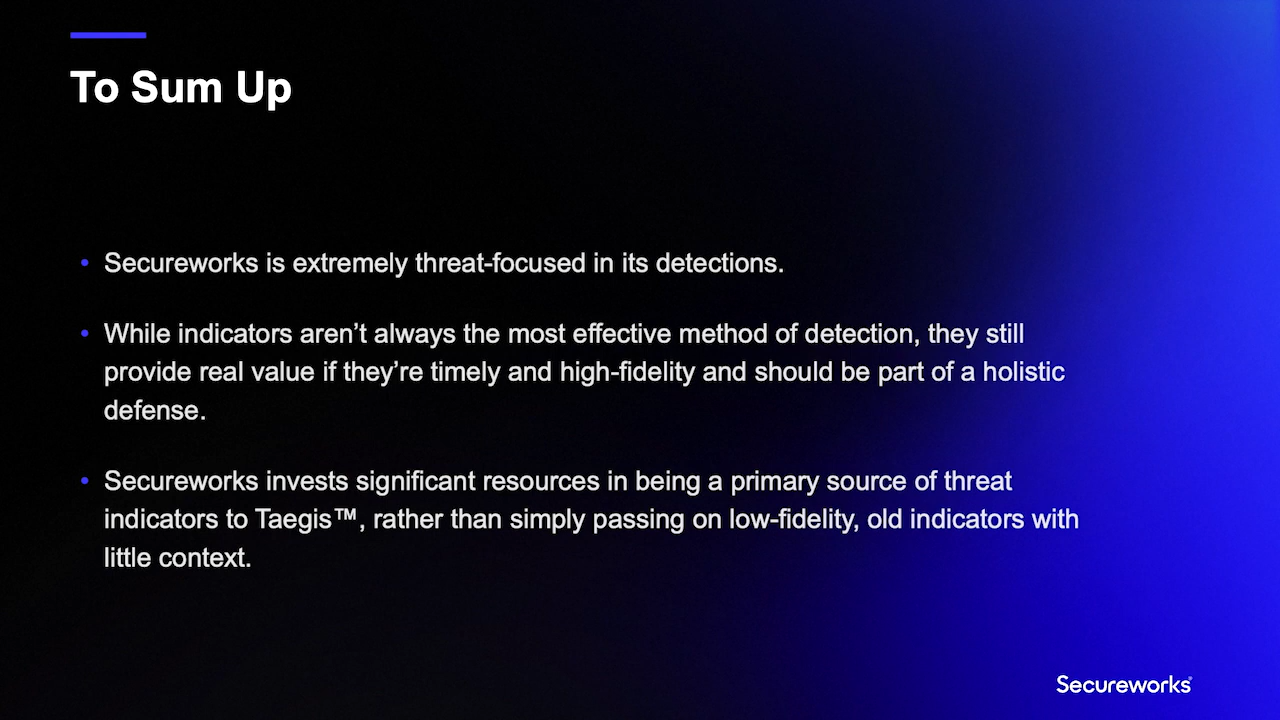 To Sum Up
• Secureworks is extremely threat-focused in its detections.
• While indicators aren’t always the most effective method of detection, they still
provide real value if they’re timely and high-fidelity and should be part of a holistic
defense.
• Secureworks invests significant resources in being a primary source of threat
indicators to Taegis™, rather than simply passing on low-fidelity, old indicators with
little context.
Secureworks®